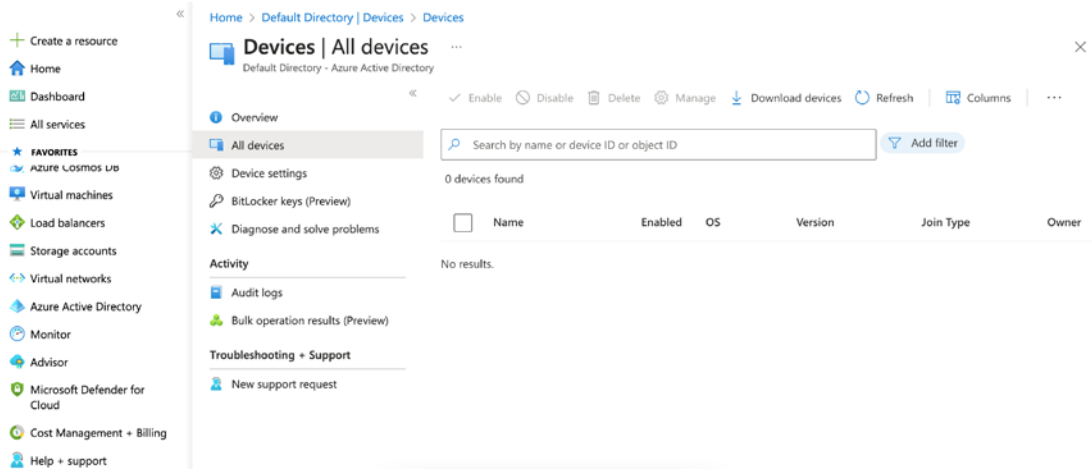 Create a resource
Home
Dashboard
All services
FAVORITES
Azure Cosmos DB
Virtual machines
Load balancers
Storage accounts
Virtual networks
Azure Active Directory
Monitor
Advisor
Microsoft Defender for
Cloud
Cost Management + Billing
Help + support
Home > Default Directory | Devices > Devices
Devices | All devices ...
Default Directory - Azure Active Directory
Overview
All devices
Device settings
BitLocker keys (Preview)
Diagnose and solve problems
Activity
Audit logs
Bulk operation results (Preview)
Troubleshooting + Support
New support request
Enable Disable Delete Manage Download devices Refresh Columns ...
Search by name or device ID or object ID Add filter
0 devices found
Name Enabled OS Version Join Type Owner
No results.